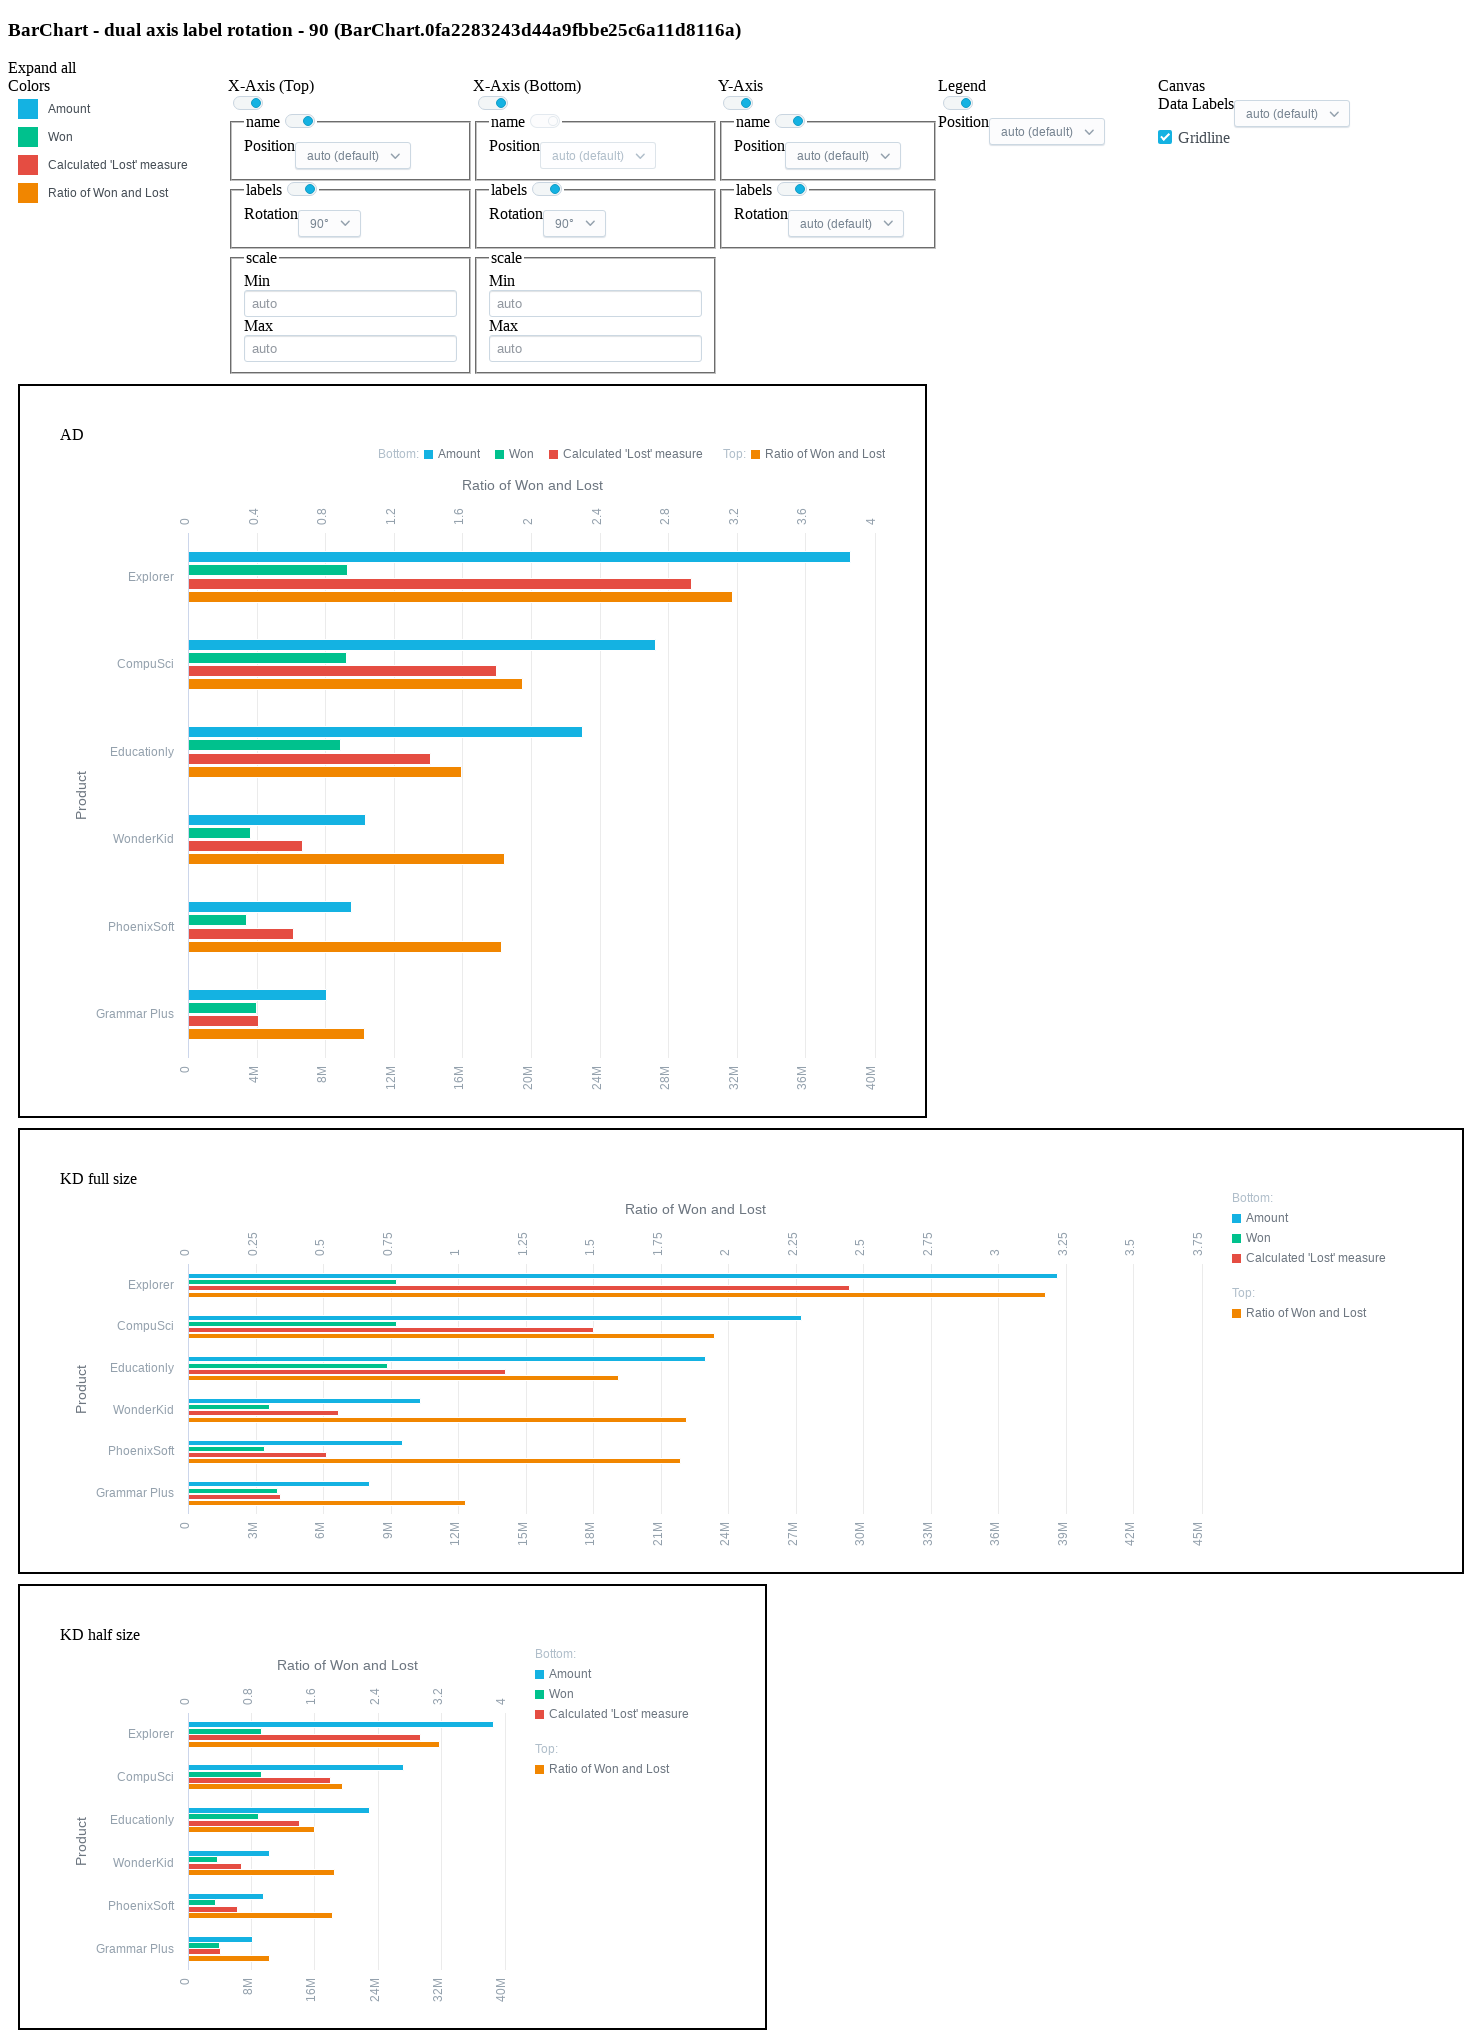 BarChart - dual axis label rotation - 90 (BarChart.0fa2283243d44a9fbbe25c6a11d8116a)
Expand all
Colors
Amount
Won
Calculated 'Lost' measure
Ratio of Won and Lost
X-Axis (Top)
name
Position auto (default)
labels
Rotation 90°
scale
Min
auto
Max
auto
X-Axis (Bottom)
name
Position auto (default)
labels
Rotation 90°
scale
Min
auto
Max
auto
Y-Axis
name
Position auto (default)
labels
Rotation auto (default)
Legend
Position auto (default)
Canvas
Data Labels auto (default)
Gridline
AD
Bottom: Amount Won Calculated 'Lost' measure Top: Ratio of Won and Lost
Ratio of Won and Lost
0 0.4 0.8 1.2 1.6 2 2.4 2.8 3.2 3.6 4
Product
Explorer
CompuSci
Educationly
WonderKid
PhoenixSoft
Grammar Plus
0 4M 8M 12M 16M 20M 24M 28M 32M 36M 40M
KD full size
Ratio of Won and Lost
0 0.25 0.5 0.75 1 1.25 1.5 1.75 2 2.25 2.5 2.75 3 3.25 3.5 3.75
Product
Explorer
CompuSci
Educationly
WonderKid
PhoenixSoft
Grammar Plus
0 3M 6M 9M 12M 15M 18M 21M 24M 27M 30M 33M 36M 39M 42M 45M
Bottom:
Amount
Won
Calculated 'Lost' measure
Top:
Ratio of Won and Lost
KD half size
Ratio of Won and Lost
0 0.8 1.6 2.4 3.2 4
Product
Explorer
CompuSci
Educationly
WonderKid
PhoenixSoft
Grammar Plus
0 8M 16M 24M 32M 40M
Bottom:
Amount
Won
Calculated 'Lost' measure
Top:
Ratio of Won and Lost